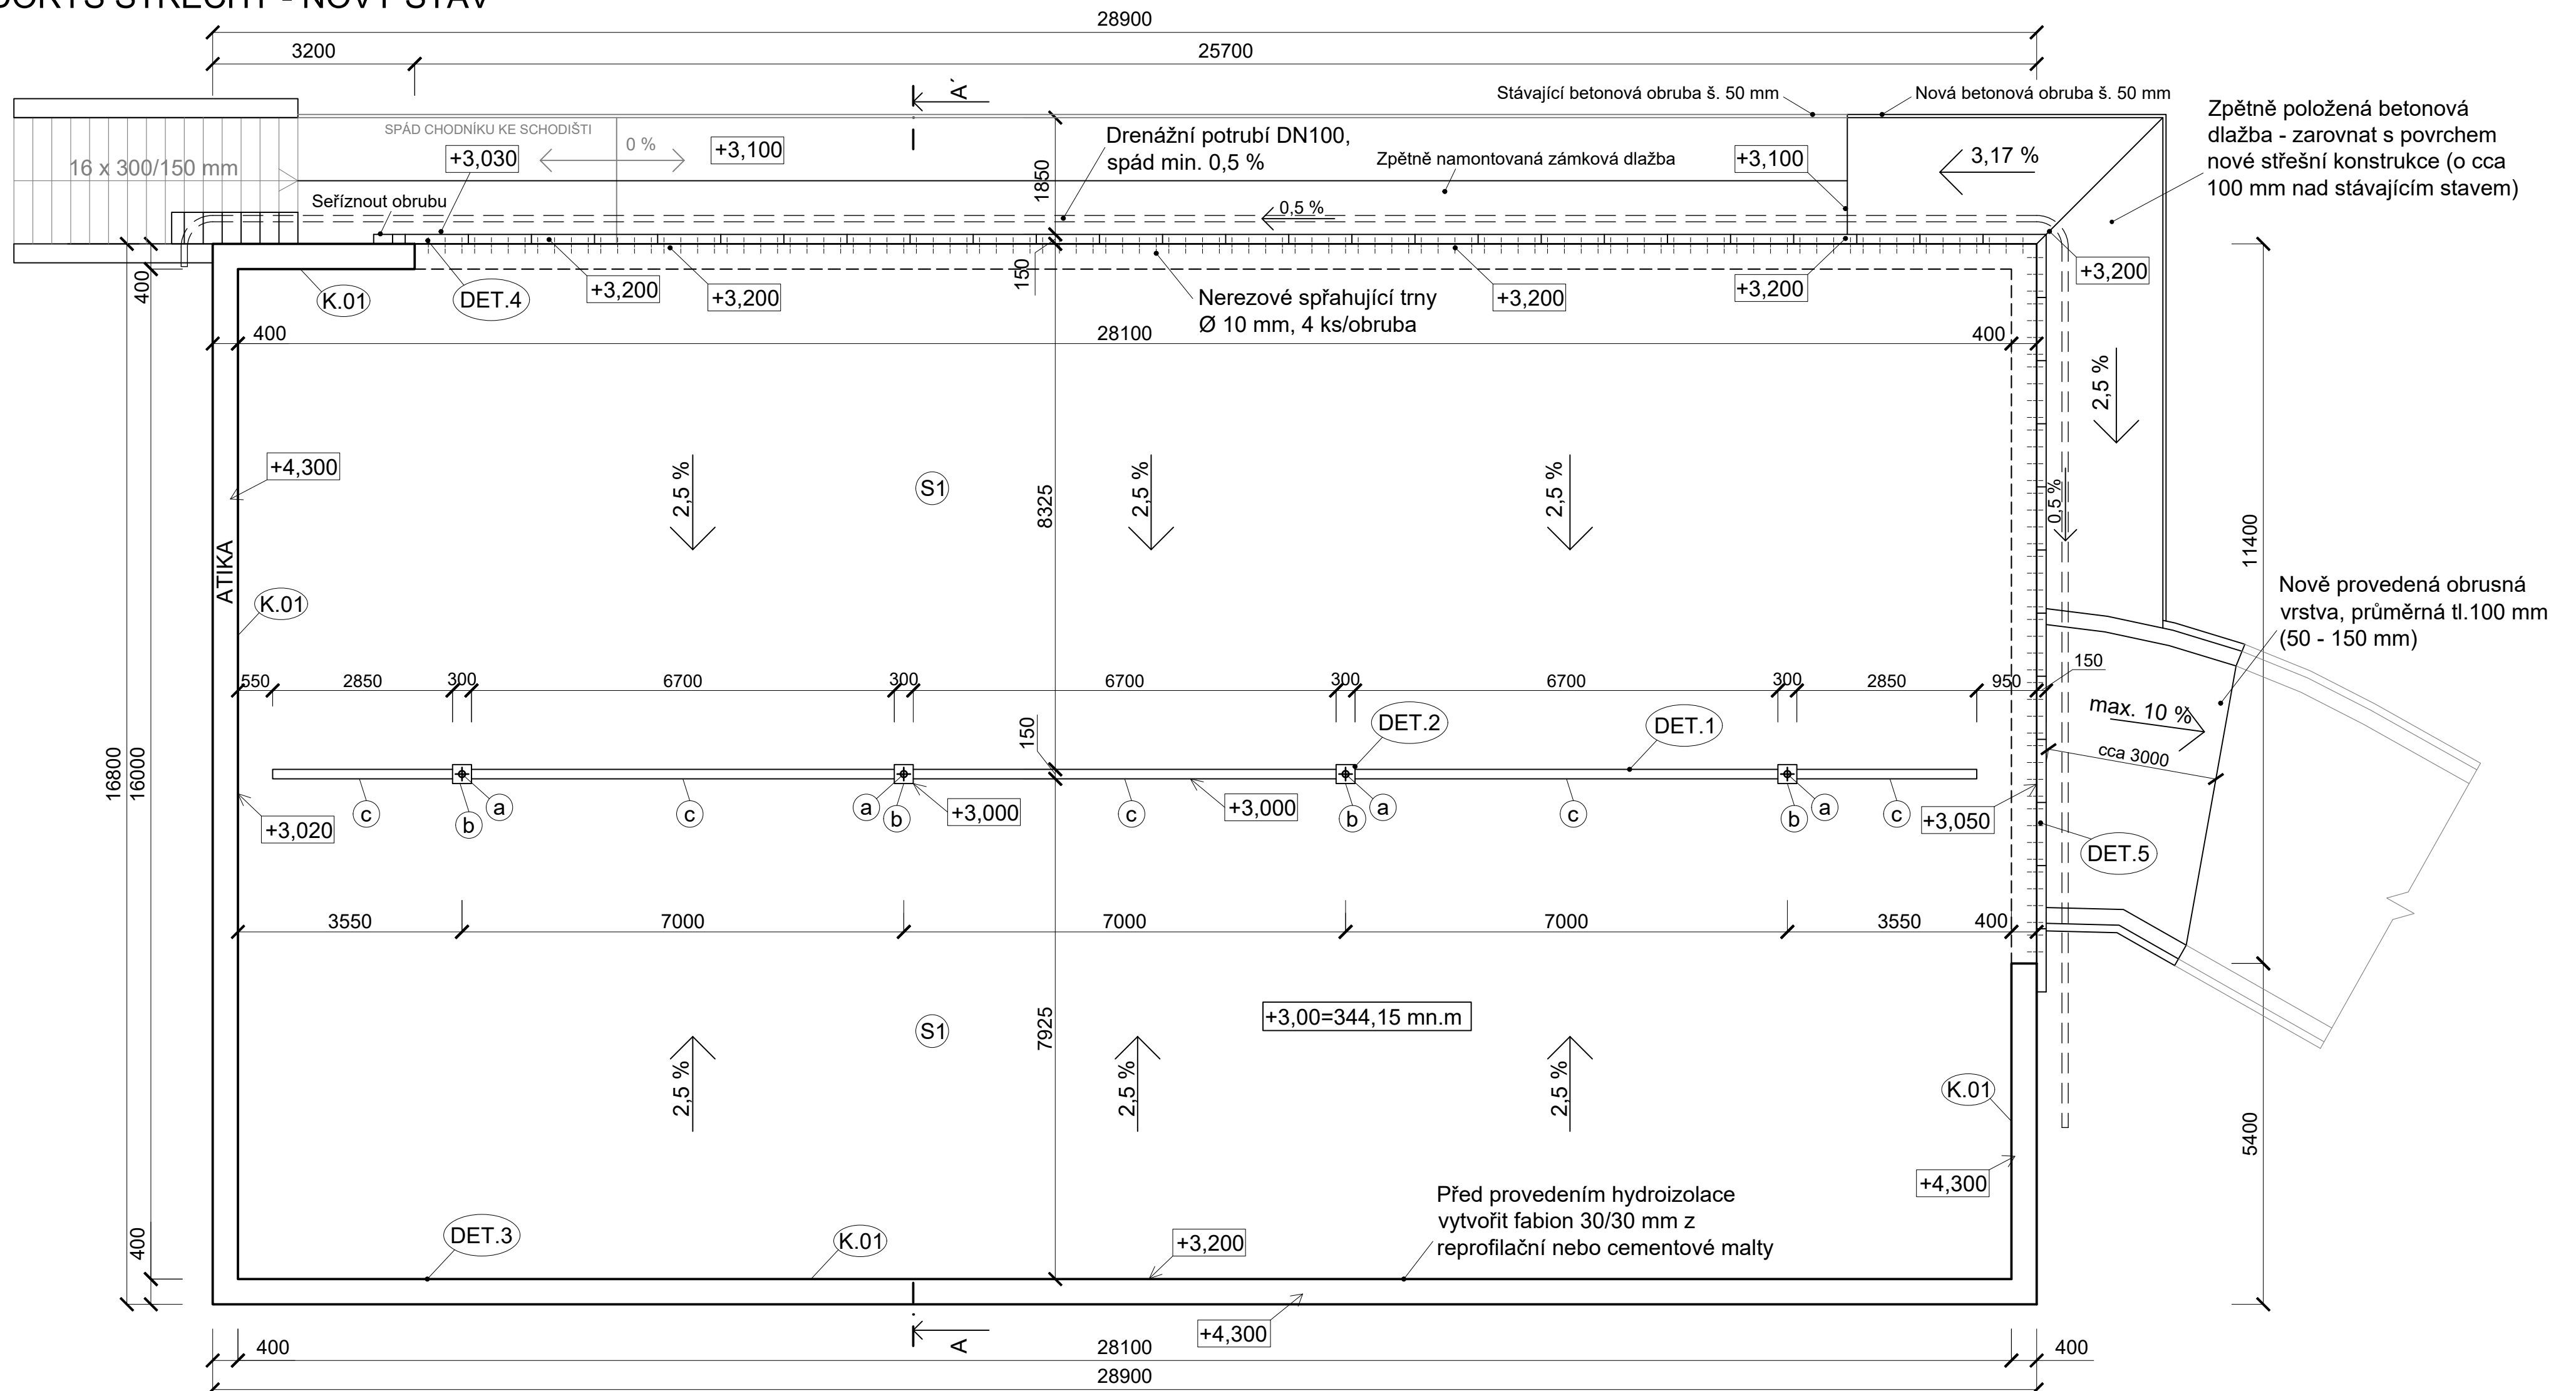 STŘECHY - NOVÝ STAV
28900
3200
25700
A'
Stávající betonová obruba š. 50 mm
Nová betonová obruba š. 50 mm
Zpětně položená betonová
dlažba - zarovnat s povrchem
nové střešní konstrukce (o cca
100 mm nad stávajícím stavem)
SPÁD CHODNÍKU KE SCHODIŠTI
0 %
+3,030
+3,100
Drenážní potrubí DN100,
spád min. 0,5 %
Zpětně namontovaná zámková dlažba
+3,100
3,17 %
16 x 300/150 mm
Seříznout obrubu
1850
0,5 %
400
K.01
DET.4
+3,200
+3,200
150
Nerezové spřahující trny
Ø 10 mm, 4 ks/obruba
+3,200
+3,200
+3,200
400
28100
400
2,5 %
+4,300
2,5 %
S1
8325
2,5 %
2,5 %
0,5 %
11400
ATIKA
K.01
Nově provedená obrusná
vrstva, průměrná tl.100 mm
(50 - 150 mm)
550
2850
300
6700
300
6700
300
6700
300
2850
950
150
DET.2
DET.1
max. 10 %
cca 3000
150
16800
16000
+3,020
c
b
a
c
a
b
+3,000
c
+3,000
b
a
c
b
a
c
+3,050
DET.5
3550
7000
7000
7000
3550
400
S1
7925
+3,00=344,15 mn.m
2,5 %
2,5 %
2,5 %
K.01
+4,300
5400
400
DET.3
K.01
+3,200
Před provedením hydroizolace
vytvořit fabion 30/30 mm z
reprofilační nebo cementové malty
+4,300
A
400
28100
400
28900